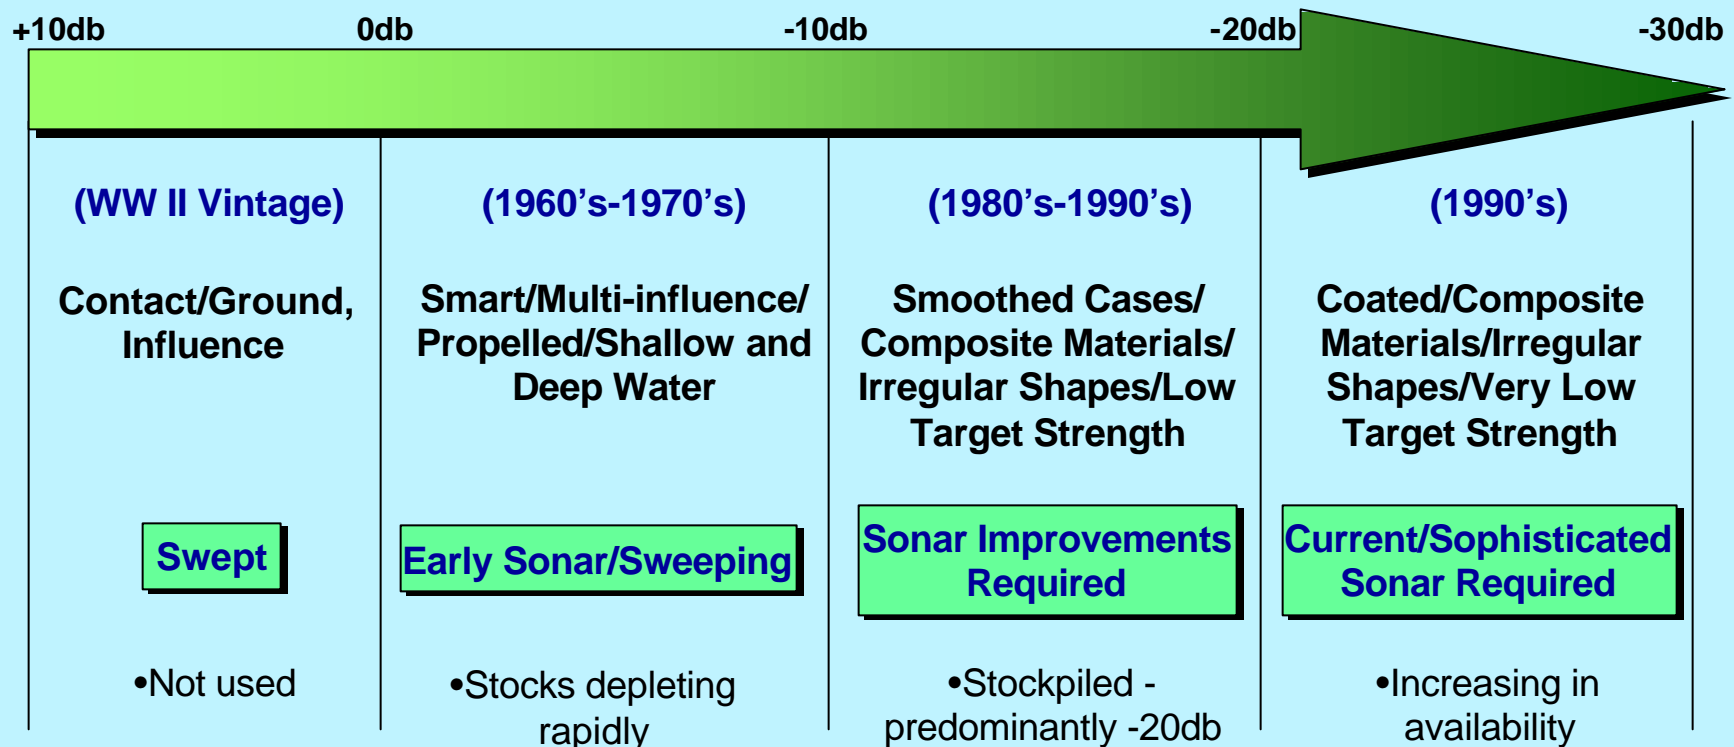 +10db 0db -10db -20db -30db
(WW II Vintage)
Contact/Ground,
Influence
Swept
•Not used
(1960’s-1970’s)
Smart/Multi-influence/
Propelled/Shallow and
Deep Water
Early Sonar/Sweeping
•Stocks depleting
rapidly
(1980’s-1990’s)
Smoothed Cases/
Composite Materials/
Irregular Shapes/Low
Target Strength
Sonar Improvements
Required
•Stockpiled -
predominantly -20db
(1990’s)
Coated/Composite
Materials/Irregular
Shapes/Very Low
Target Strength
Current/Sophisticated
Sonar Required
•Increasing in
availability